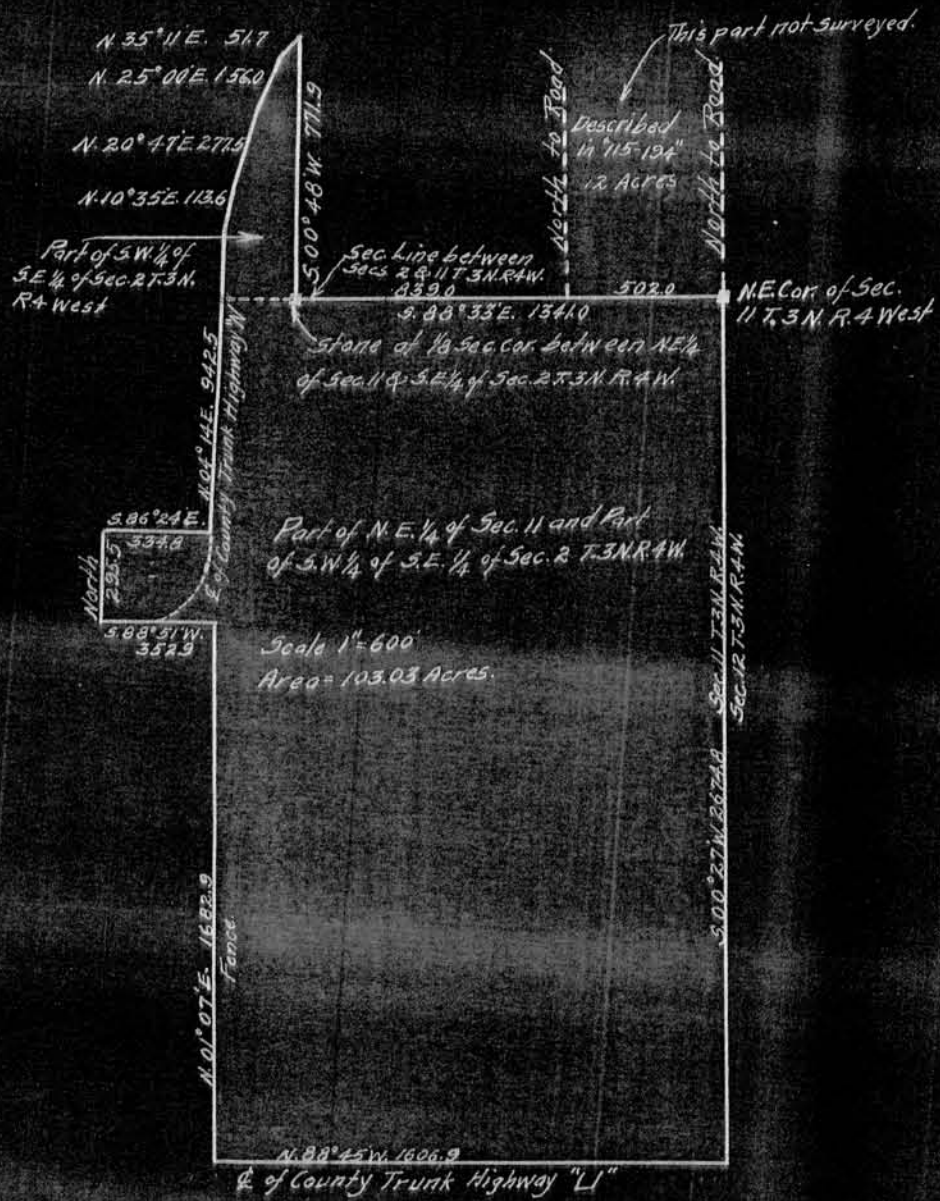 N. 35° 11' E. 51.7
N. 25° 00' E. 156.0
N. 20° 47' E. 277.5
N. 10° 35' E. 113.6
Part of S.W. ¼ of
S.E. ¼ of Sec. 2 T. 3 N.
R. 4 West
S. 00° 48' W. 771.9
Sec. Line between
Secs 2 & 11 T. 3 N. R. 4 W.
839.0
S. 88° 33' E. 1341.0
502.0
This part not surveyed.
North to Road
Described
in "115-194"
12 Acres
North to Road
N.E. Cor. of Sec.
11 T. 3 N. R. 4 West
Stone at ⅛ Sec. Cor. between N.E. ¼
of Sec. 11 & S.E. ¼ of Sec. 2 T. 3 N. R. 4 W.
N. 04° 14' E. 942.5
℄ of County Trunk Highway "N"
S. 86° 24' E.
334.8
North
295.5
S. 88° 51' W.
352.9
Part of N.E. ¼ of Sec. 11 and Part
of S.W. ¼ of S.E. ¼ of Sec. 2 T. 3 N. R. 4 W.
Scale 1" = 600'
Area = 103.03 Acres.
Sec. 11 T. 3 N. R. 4 W.
Sec. 12 T. 3 N. R. 4 W.
S. 00° 27' W. 2674.8
N. 01° 07' E. 1682.9
Fence
N. 88° 45' W. 1606.9
℄ of County Trunk Highway "U"